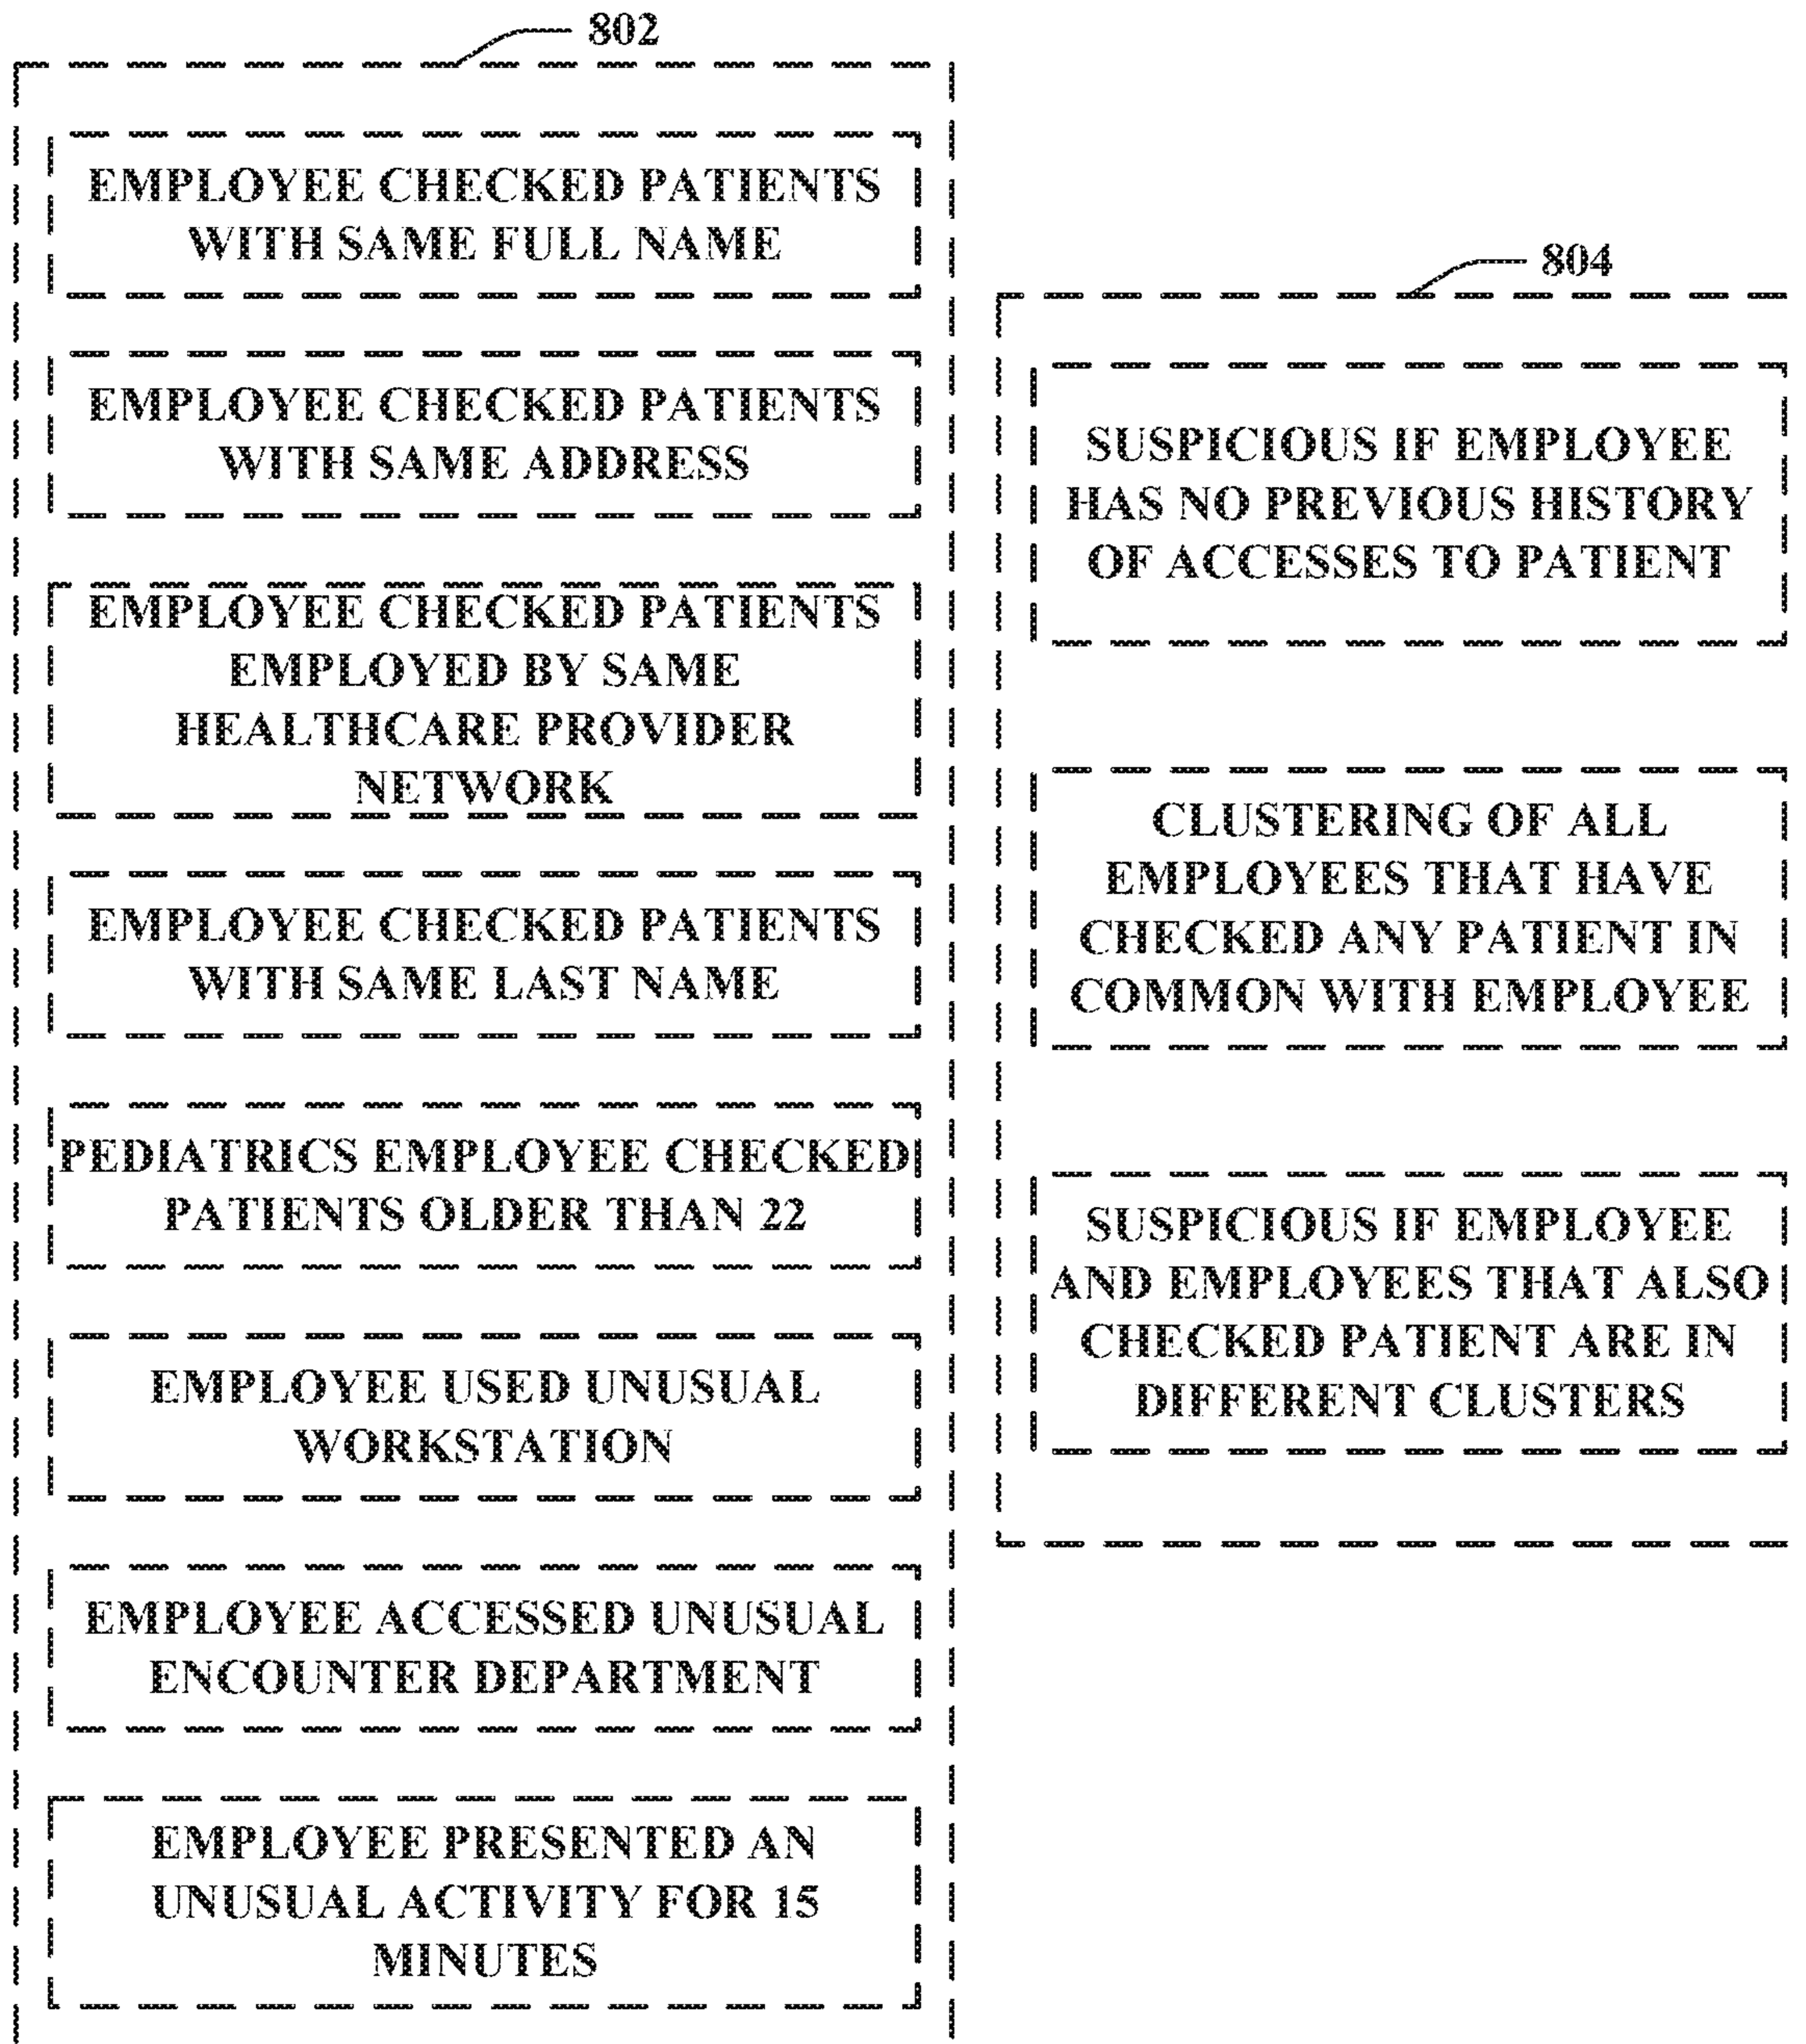 802
EMPLOYEE CHECKED PATIENTS
WITH SAME FULL NAME
EMPLOYEE CHECKED PATIENTS
WITH SAME ADDRESS
EMPLOYEE CHECKED PATIENTS
EMPLOYED BY SAME
HEALTHCARE PROVIDER
NETWORK
EMPLOYEE CHECKED PATIENTS
WITH SAME LAST NAME
PEDIATRICS EMPLOYEE CHECKED
PATIENTS OLDER THAN 22
EMPLOYEE USED UNUSUAL
WORKSTATION
EMPLOYEE ACCESSED UNUSUAL
ENCOUNTER DEPARTMENT
EMPLOYEE PRESENTED AN
UNUSUAL ACTIVITY FOR 15
MINUTES
804
SUSPICIOUS IF EMPLOYEE
HAS NO PREVIOUS HISTORY
OF ACCESSES TO PATIENT
CLUSTERING OF ALL
EMPLOYEES THAT HAVE
CHECKED ANY PATIENT IN
COMMON WITH EMPLOYEE
SUSPICIOUS IF EMPLOYEE
AND EMPLOYEES THAT ALSO
CHECKED PATIENT ARE IN
DIFFERENT CLUSTERS